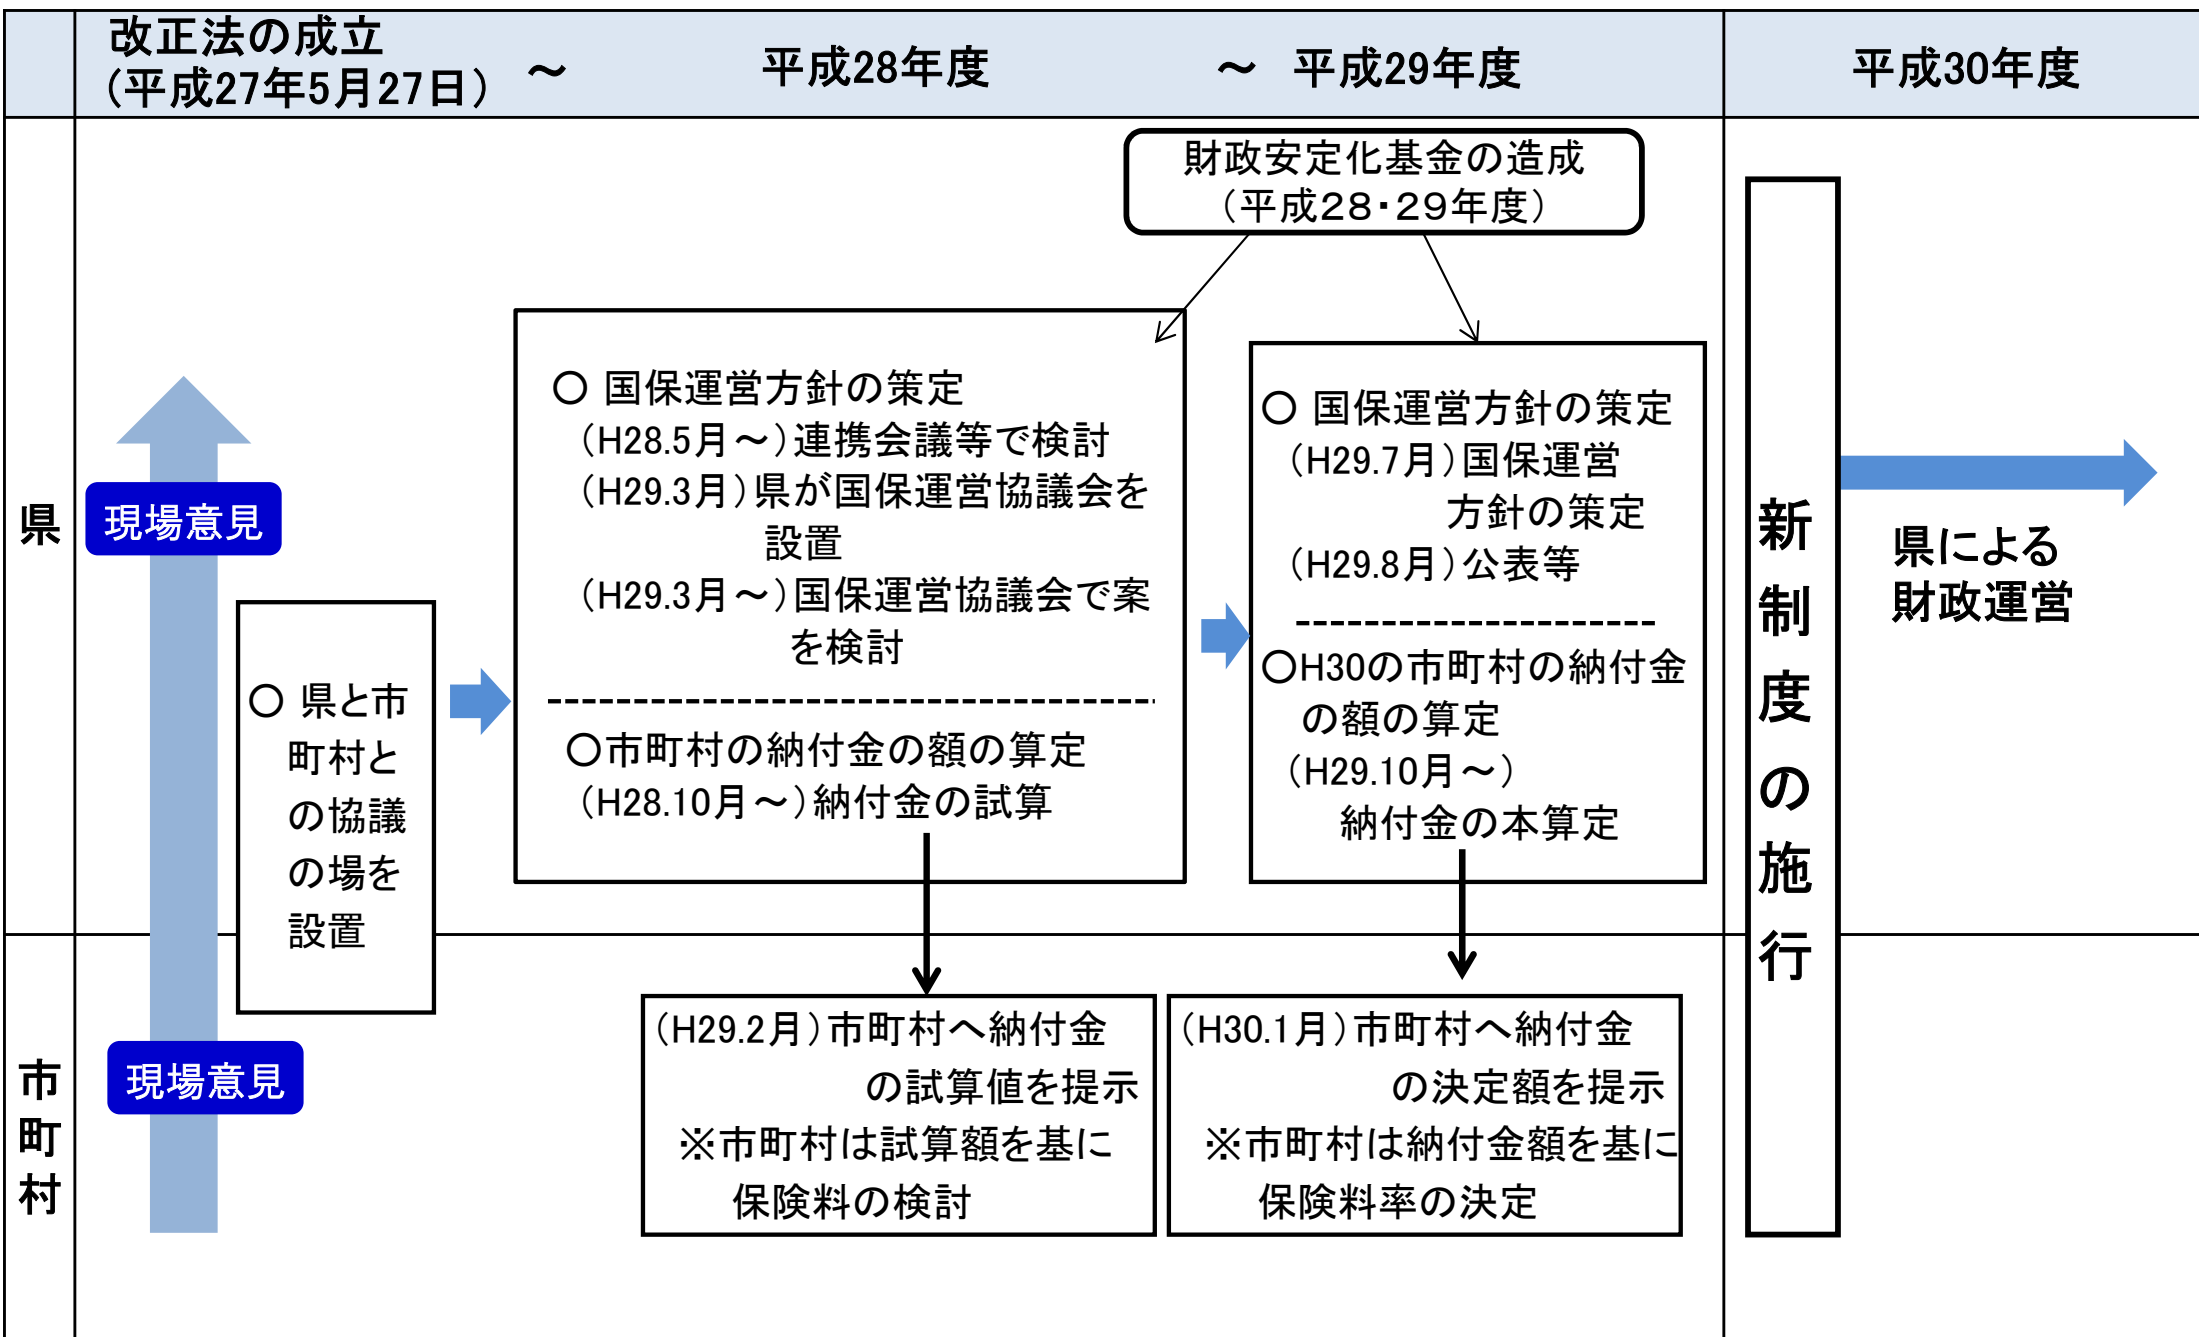 改正法の成立
(平成27年5月27日) ～ 平成28年度 ～ 平成29年度 平成30年度
財政安定化基金の造成
（平成２８・２９年度）
県
現場意見
○ 県と市
町村と
の協議
の場を
設置
○ 国保運営方針の策定
（H28.5月～）連携会議等で検討
（H29.3月）県が国保運営協議会を
設置
（H29.3月～）国保運営協議会で案
を検討
○市町村の納付金の額の算定
（H28.10月～）納付金の試算
○ 国保運営方針の策定
（H29.7月）国保運営
方針の策定
（H29.8月）公表等
○H30の市町村の納付金
の額の算定
（H29.10月～）
納付金の本算定
新制度の施行
県による
財政運営
市町村
現場意見
（H29.2月）市町村へ納付金
の試算値を提示
※市町村は試算額を基に
保険料の検討
（H30.1月）市町村へ納付金
の決定額を提示
※市町村は納付金額を基に
保険料率の決定